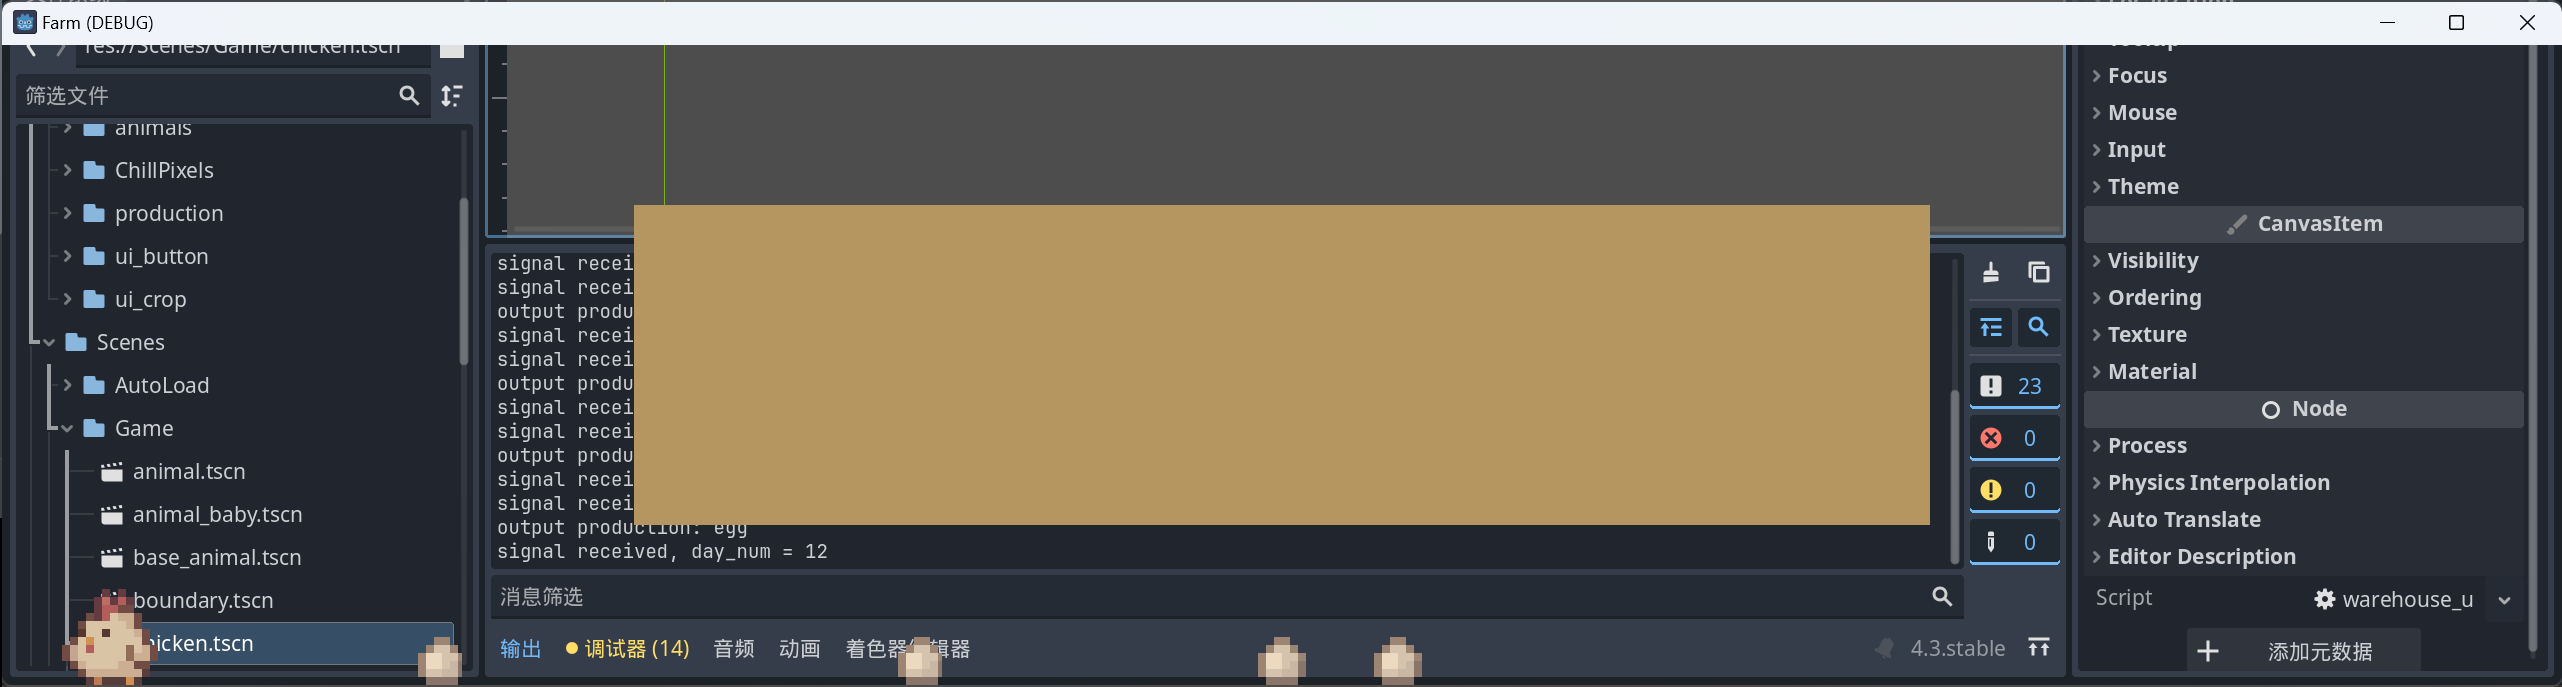 Farm (DEBUG)
res://Scenes/Game/chicken.tscn
筛选文件
animals
ChillPixels
production
ui_button
ui_crop
Scenes
AutoLoad
Game
animal.tscn
animal_baby.tscn
base_animal.tscn
boundary.tscn
hicken.tscn
signal recei
signal recei
output produ
signal recei
signal recei
output produ
signal recei
signal recei
output produ
signal recei
signal recei
output production: egg
signal received, day_num = 12
消息筛选
输出
调试器 (14)
音频
动画
着色器编辑器
4.3.stable
23
0
0
0
Focus
Mouse
Input
Theme
CanvasItem
Visibility
Ordering
Texture
Material
Node
Process
Physics Interpolation
Auto Translate
Editor Description
Script
warehouse_u
添加元数据